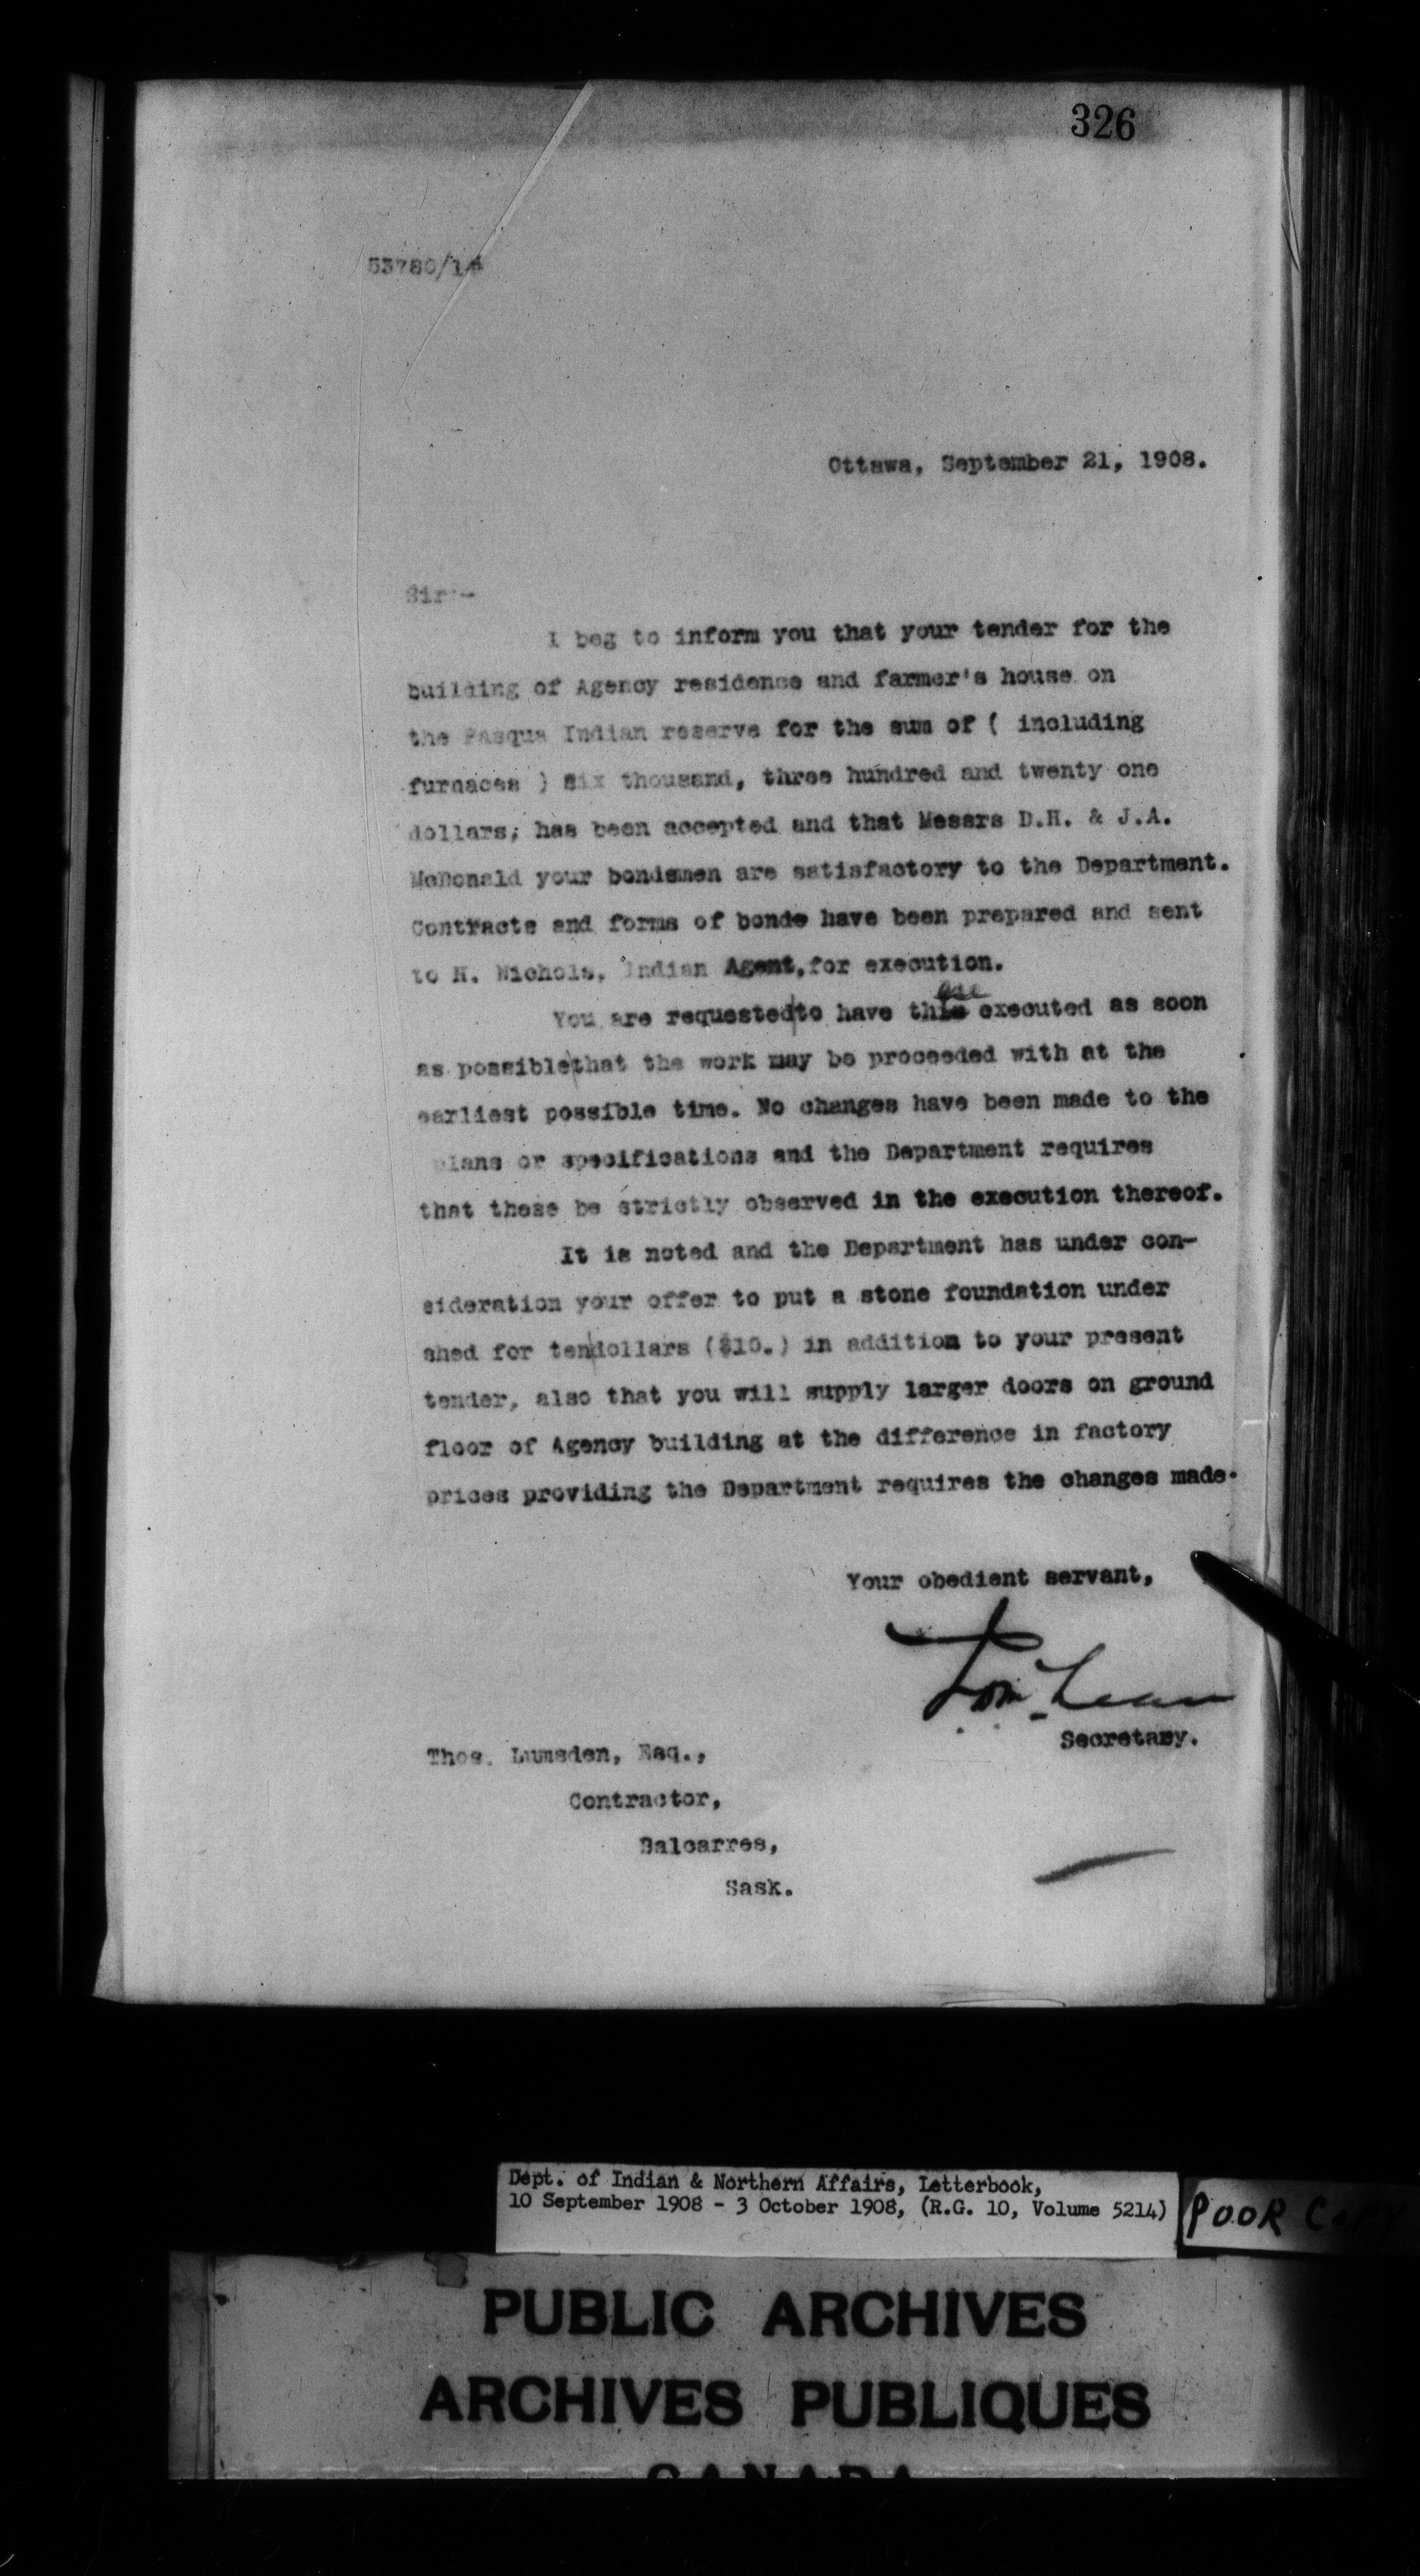 326
53780/14
Ottawa, September 21, 1908.
Sir:-
I beg to inform you that your tender for the
building of Agency residence and farmer's house on
the Pasqua Indian reserve for the sum of ( including
furnaces ) six thousand, three hundred and twenty one
dollars, has been accepted and that Messrs D.H. & J.A.
McDonald your bondsmen are satisfactory to the Department.
Contracts and forms of bonds have been prepared and sent
to H. Nichols, Indian Agent,for execution.
ese
You are requested|to have this executed as soon
as possible|that the work may be proceeded with at the
earliest possible time. No changes have been made to the
plans or specifications and the Department requires
that these be strictly observed in the execution thereof.
It is noted and the Department has under con-
sideration your offer to put a stone foundation under
shed for ten|dollars ($10.) in addition to your present
tender, also that you will supply larger doors on ground
floor of Agency building at the difference in factory
prices providing the Department requires the changes made.
Your obedient servant,
Secretary.
Thos. Lumsden, Esq.,
Contractor,
Balcarres,
Sask.
Dept. of Indian & Northern Affairs, Letterbook,
10 September 1908 - 3 October 1908, (R.G. 10, Volume 5214)
POOR COPY
PUBLIC ARCHIVES
ARCHIVES PUBLIQUES
CANADA